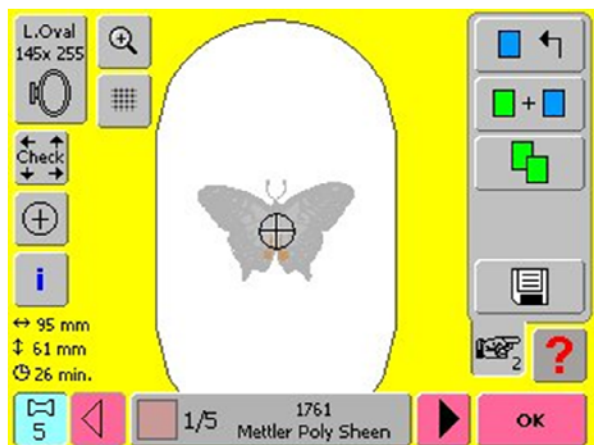 L.Oval
145x 255
Check
i
↔ 95 mm
↕ 61 mm
26 min.
2
?
5
1/5
1761
Mettler Poly Sheen
OK